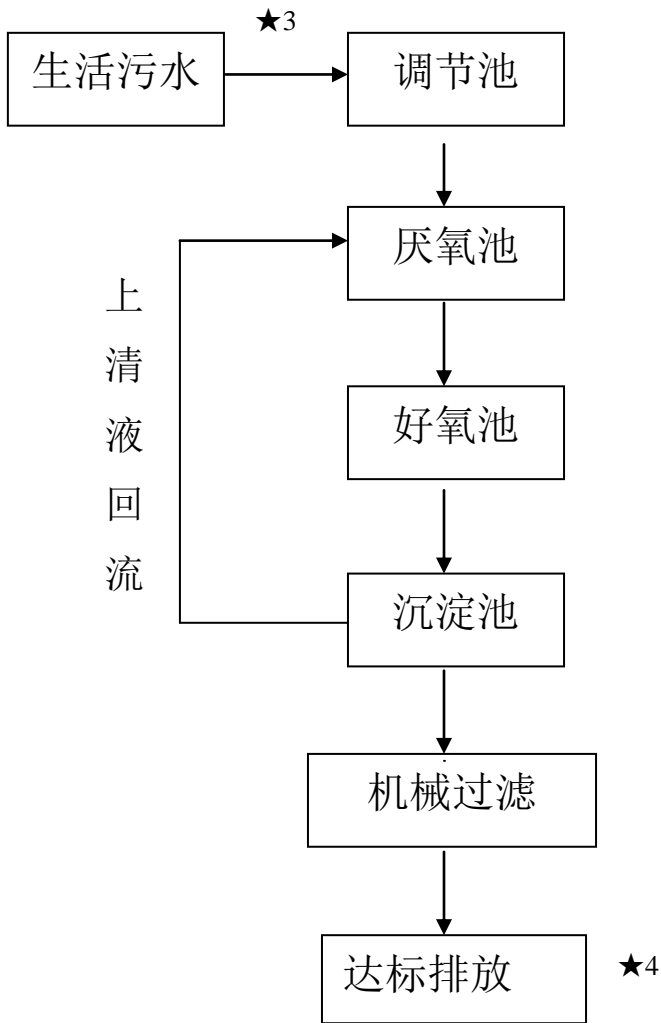 ★3
生活污水
调节池
厌氧池
上
清
液
回
流
好氧池
沉淀池
机械过滤
达标排放
★4